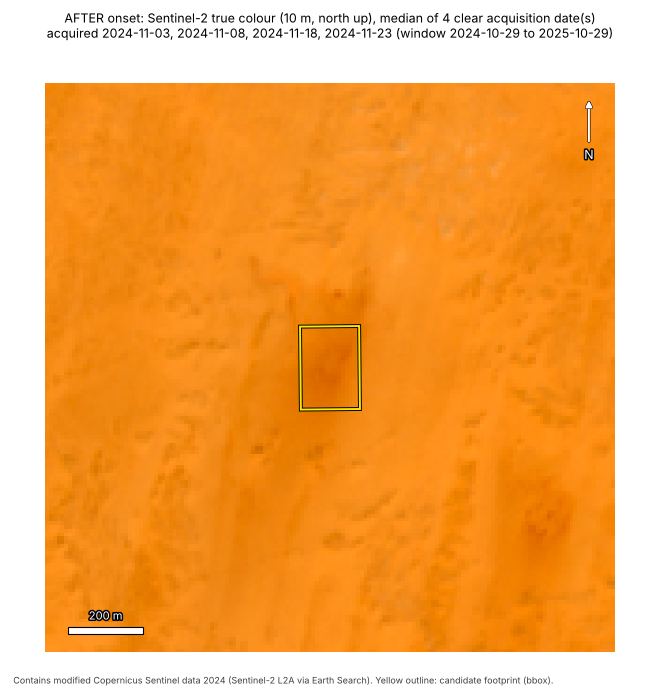 AFTER onset: Sentinel-2 true colour (10 m, north up), median of 4 clear acquisition date(s)
acquired 2024-11-03, 2024-11-08, 2024-11-18, 2024-11-23 (window 2024-10-29 to 2025-10-29)
N
200 m
Contains modified Copernicus Sentinel data 2024 (Sentinel-2 L2A via Earth Search). Yellow outline: candidate footprint (bbox).